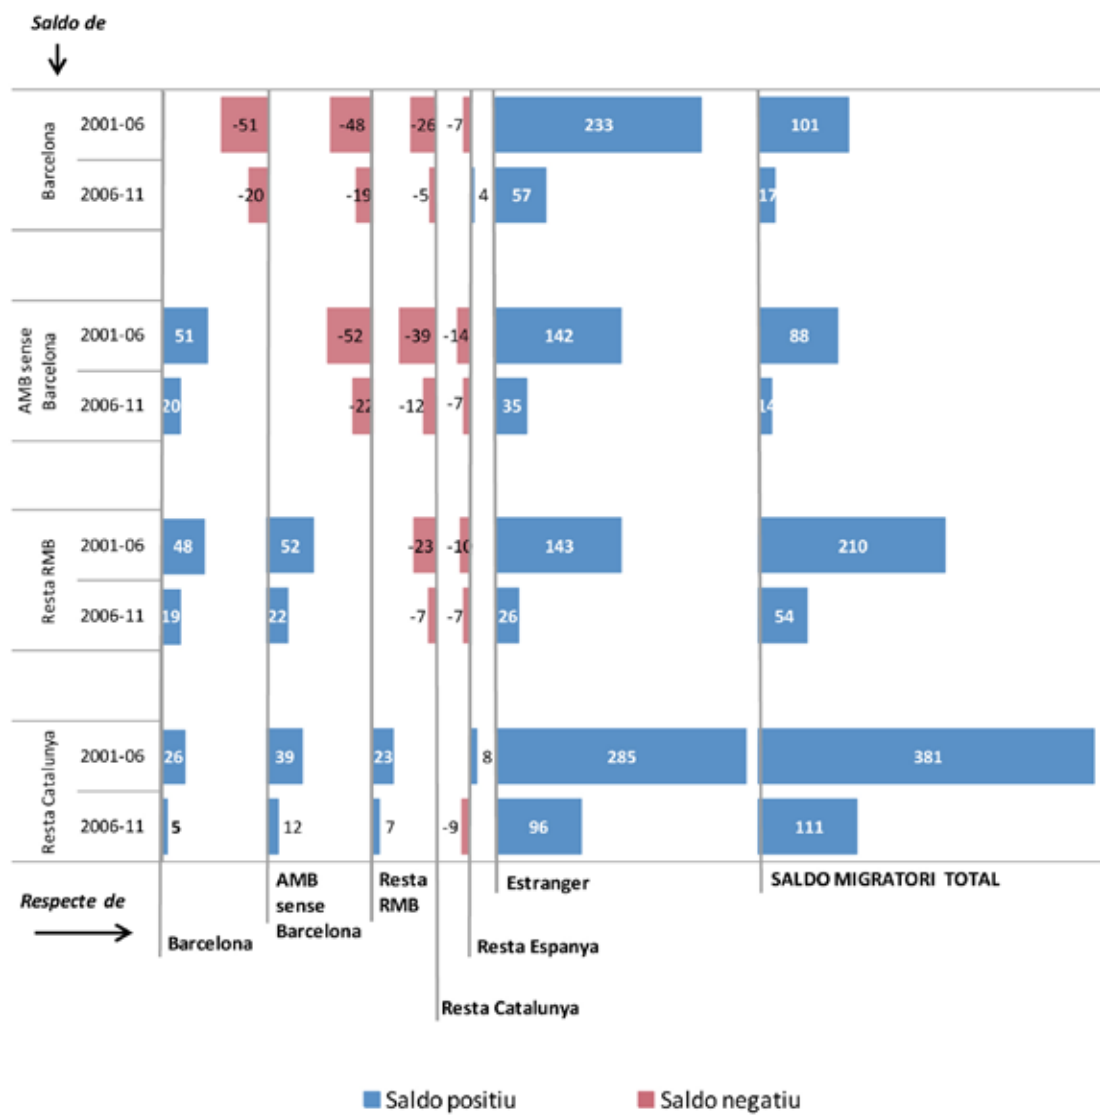 Saldo de
Barcelona
2001-06 -51 -48 -26 -7 233 101
2006-11 -20 -19 -5 4 57 17
AMB sense
Barcelona
2001-06 51 -52 -39 -14 142 88
2006-11 20 -22 -12 -7 35 14
Resta RMB
2001-06 48 52 -23 -10 143 210
2006-11 19 22 -7 -7 26 54
Resta Catalunya
2001-06 26 39 23 8 285 381
2006-11 5 12 7 -9 96 111
Respecte de
Barcelona
AMB
sense
Barcelona
Resta
RMB
Resta Catalunya
Resta Espanya
Estranger
SALDO MIGRATORI TOTAL
Saldo positiu
Saldo negatiu